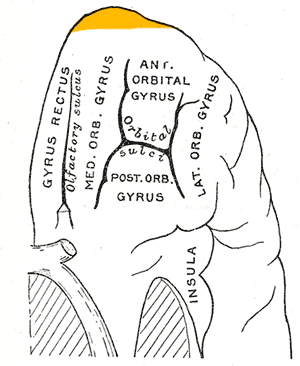 GYRUS RECTUS
Olfactory sulcus
MED. ORB. GYRUS
ANT.
ORBITAL
GYRUS
Orbital
sulci
POST. ORB.
GYRUS
LAT. ORB. GYRUS
INSULA